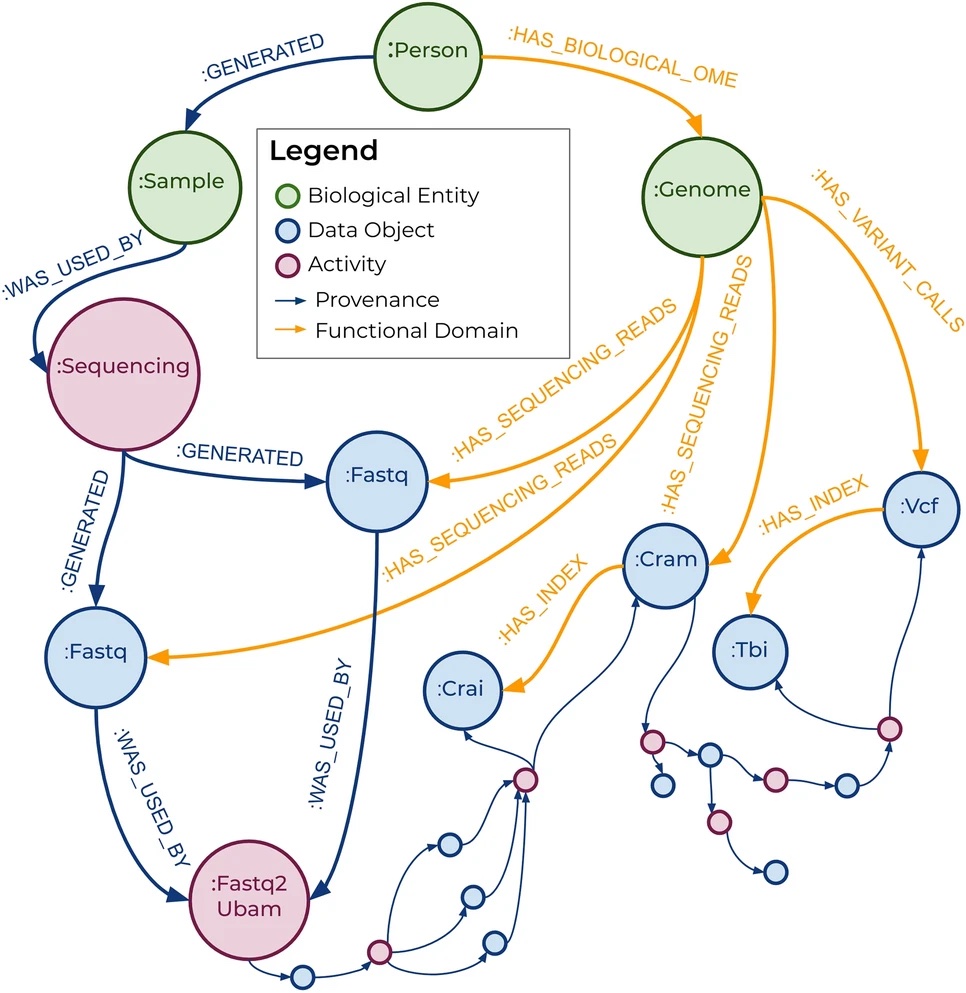 :Person
:GENERATED
:HAS_BIOLOGICAL_OME
:Sample
:Genome
Legend
Biological Entity
Data Object
Activity
Provenance
Functional Domain
:WAS_USED_BY
:HAS_VARIANT_CALLS
:Sequencing
:HAS_SEQUENCING_READS
:HAS_SEQUENCING_READS
:HAS_SEQUENCING_READS
:GENERATED
:GENERATED
:Fastq
:HAS_INDEX
:Vcf
:HAS_INDEX
:Cram
:Fastq
:Crai
:Tbi
:WAS_USED_BY
:WAS_USED_BY
:Fastq2
Ubam